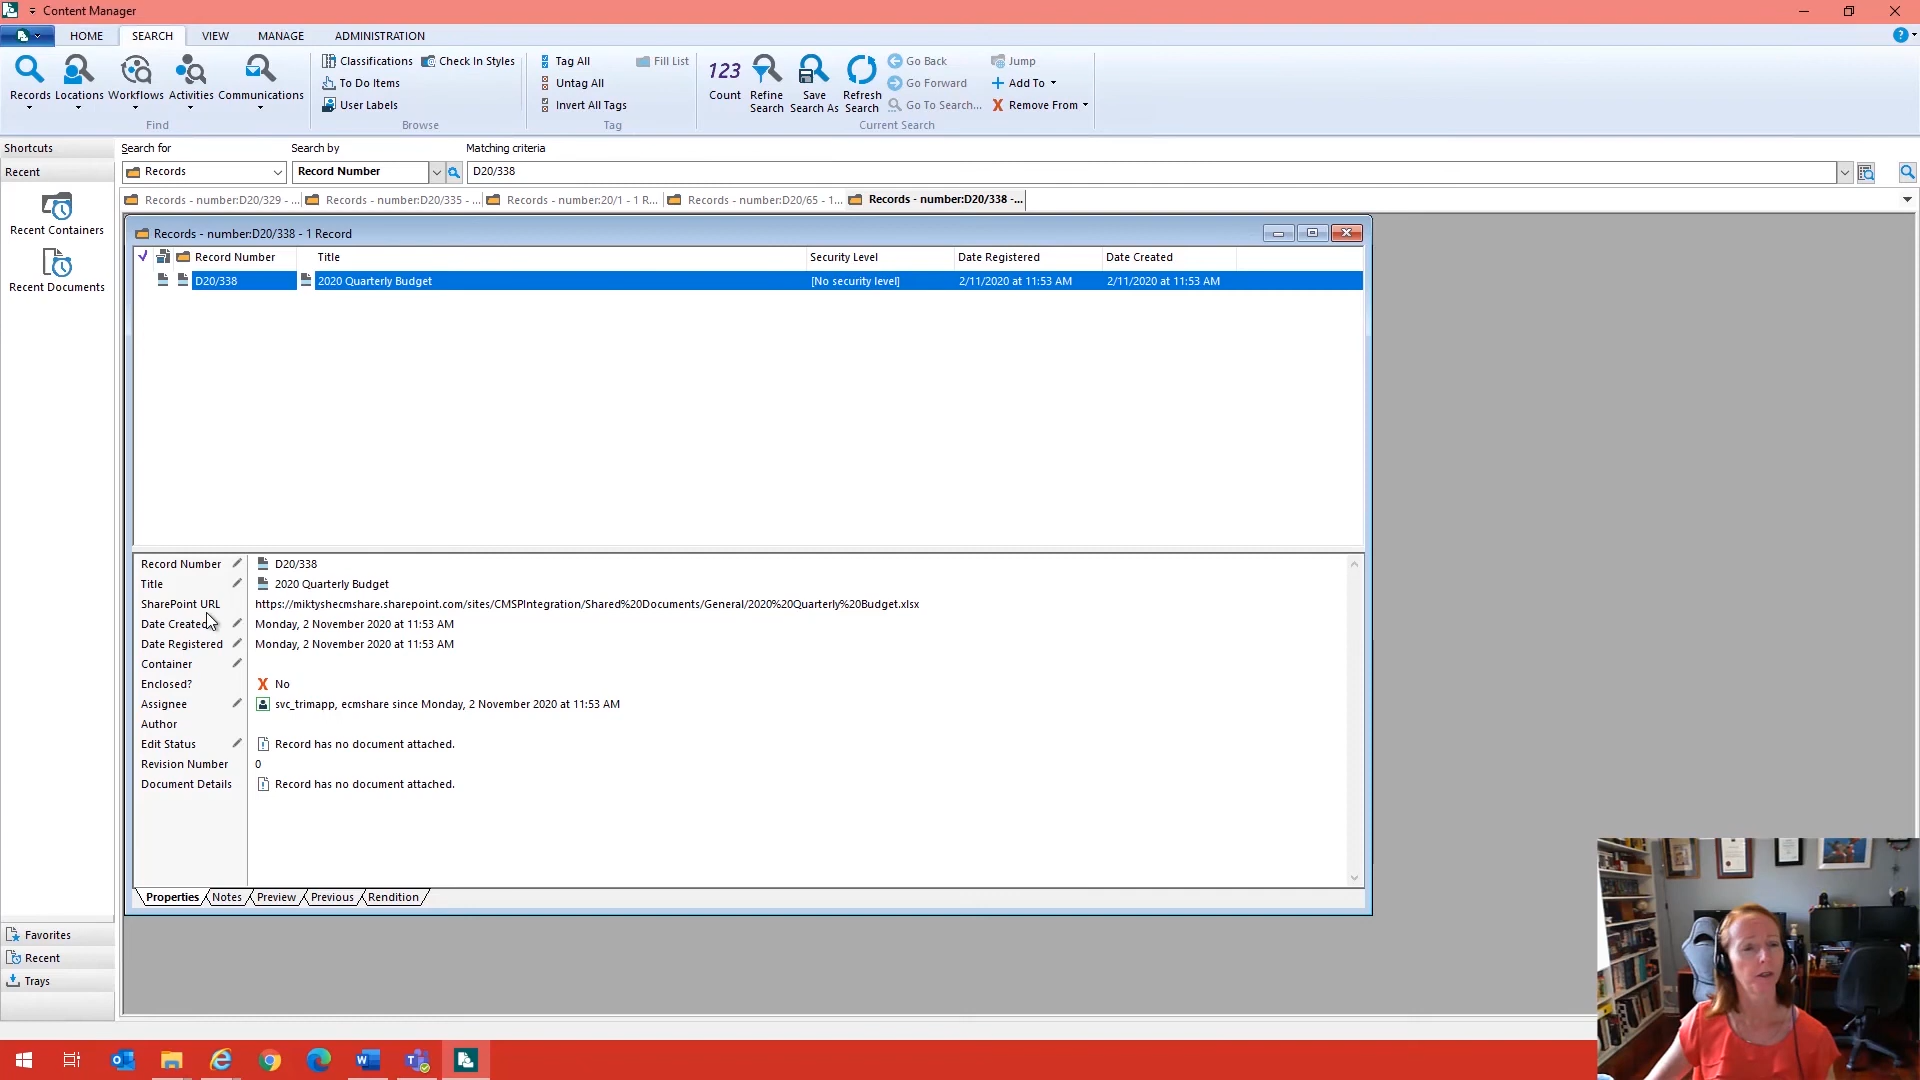 Content Manager
HOME SEARCH VIEW MANAGE ADMINISTRATION
Records Locations Workflows Activities Communications
Find
Classifications Check In Styles
To Do Items
User Labels
Browse
Tag All Fill List
Untag All
Invert All Tags
Tag
123
Count Refine Search Save Search As Refresh Search
Go Back Jump
Go Forward Add To
Go To Search... Remove From
Current Search
Shortcuts
Recent
Recent Containers
Recent Documents
Search for Search by Matching criteria
Records Record Number D20/338
Records - number:D20/329 - ... Records - number:D20/335 - ... Records - number:20/1 - 1 R... Records - number:D20/65 - 1... Records - number:D20/338 -...
Records - number:D20/338 - 1 Record
Record Number Title Security Level Date Registered Date Created
D20/338 2020 Quarterly Budget [No security level] 2/11/2020 at 11:53 AM 2/11/2020 at 11:53 AM
Record Number D20/338
Title 2020 Quarterly Budget
SharePoint URL https://miktyshecmshare.sharepoint.com/sites/CMSPIntegration/Shared%20Documents/General/2020%20Quarterly%20Budget.xlsx
Date Created Monday, 2 November 2020 at 11:53 AM
Date Registered Monday, 2 November 2020 at 11:53 AM
Container
Enclosed? No
Assignee svc_trimapp, ecmshare since Monday, 2 November 2020 at 11:53 AM
Author
Edit Status Record has no document attached.
Revision Number 0
Document Details Record has no document attached.
Properties Notes Preview Previous Rendition
Favorites
Recent
Trays